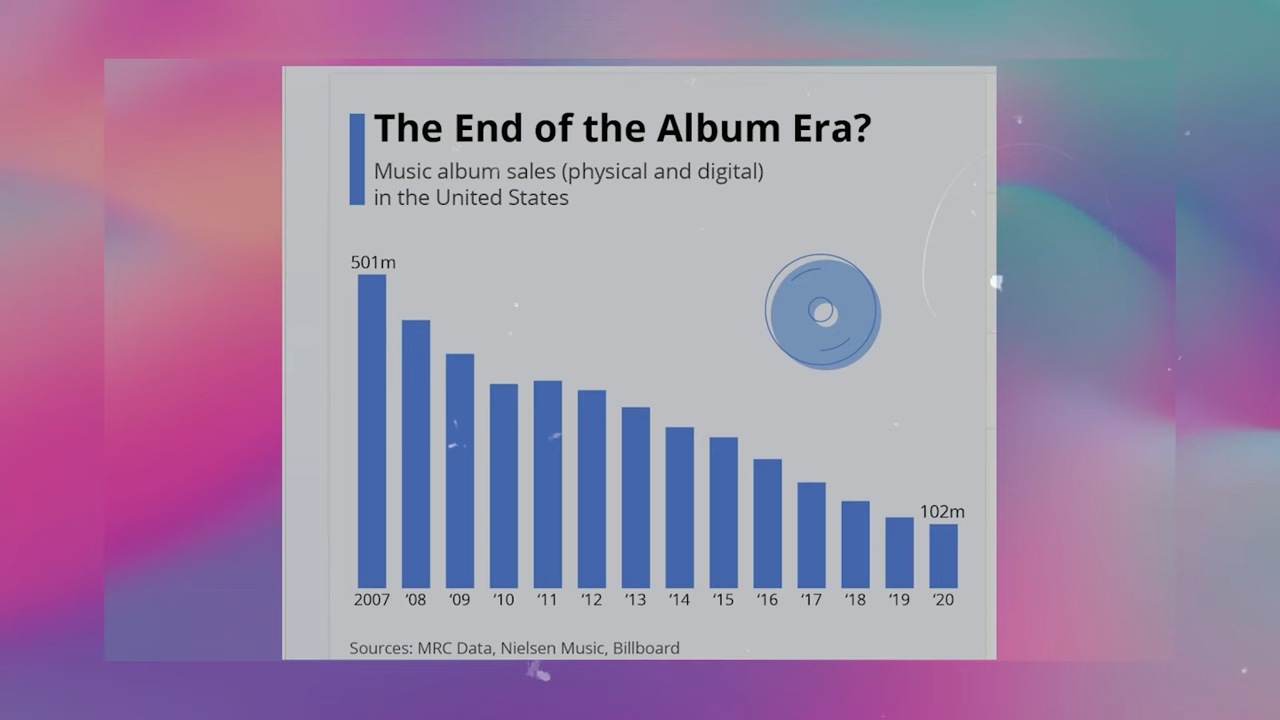 The End of the Album Era?
Music album sales (physical and digital)
in the United States
501m
102m
2007 ‘08 ‘09 ‘10 ‘11 ‘12 ‘13 ‘14 ‘15 ‘16 ‘17 ‘18 ‘19 ‘20
Sources: MRC Data, Nielsen Music, Billboard